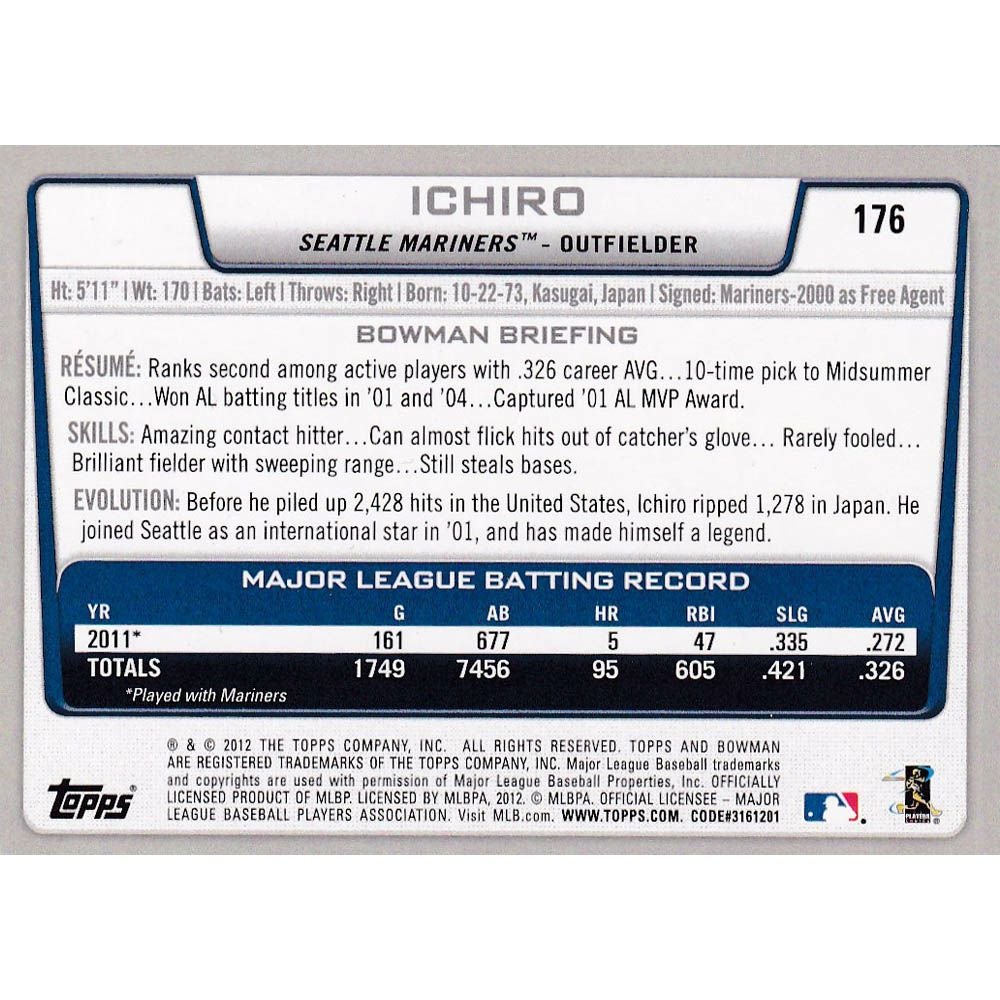 ICHIRO
SEATTLE MARINERS™ - OUTFIELDER
176
Ht: 5'11" | Wt: 170 | Bats: Left | Throws: Right | Born: 10-22-73, Kasugai, Japan | Signed: Mariners-2000 as Free Agent
BOWMAN BRIEFING
RÉSUMÉ: Ranks second among active players with .326 career AVG...10-time pick to Midsummer
Classic...Won AL batting titles in '01 and '04...Captured '01 AL MVP Award.
SKILLS: Amazing contact hitter...Can almost flick hits out of catcher's glove... Rarely fooled...
Brilliant fielder with sweeping range...Still steals bases.
EVOLUTION: Before he piled up 2,428 hits in the United States, Ichiro ripped 1,278 in Japan. He
joined Seattle as an international star in '01, and has made himself a legend.
MAJOR LEAGUE BATTING RECORD
YR G AB HR RBI SLG AVG
2011* 161 677 5 47 .335 .272
TOTALS 1749 7456 95 605 .421 .326
*Played with Mariners
® & © 2012 THE TOPPS COMPANY, INC. ALL RIGHTS RESERVED. TOPPS AND BOWMAN
ARE REGISTERED TRADEMARKS OF THE TOPPS COMPANY, INC. Major League Baseball trademarks
and copyrights are used with permission of Major League Baseball Properties, Inc. OFFICIALLY
LICENSED PRODUCT OF MLBP. LICENSED BY MLBPA, 2012. © MLBPA. OFFICIAL LICENSEE – MAJOR
LEAGUE BASEBALL PLAYERS ASSOCIATION. Visit MLB.com. WWW.TOPPS.COM. CODE#3161201
TOPPS®
PLAYERS
®